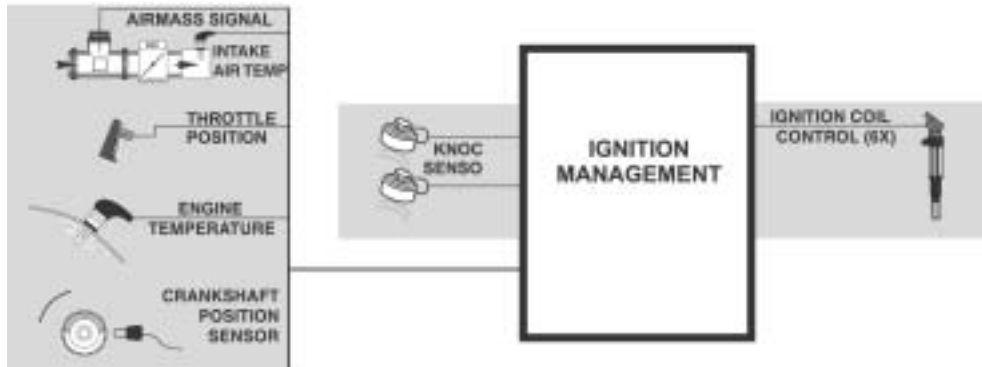 AIRMASS SIGNAL
INTAKE
AIR TEMP
THROTTLE
POSITION
ENGINE
TEMPERATURE
CRANKSHAFT
POSITION
SENSOR
KNOC
SENSO
IGNITION
MANAGEMENT
IGNITION COIL
CONTROL (6X)